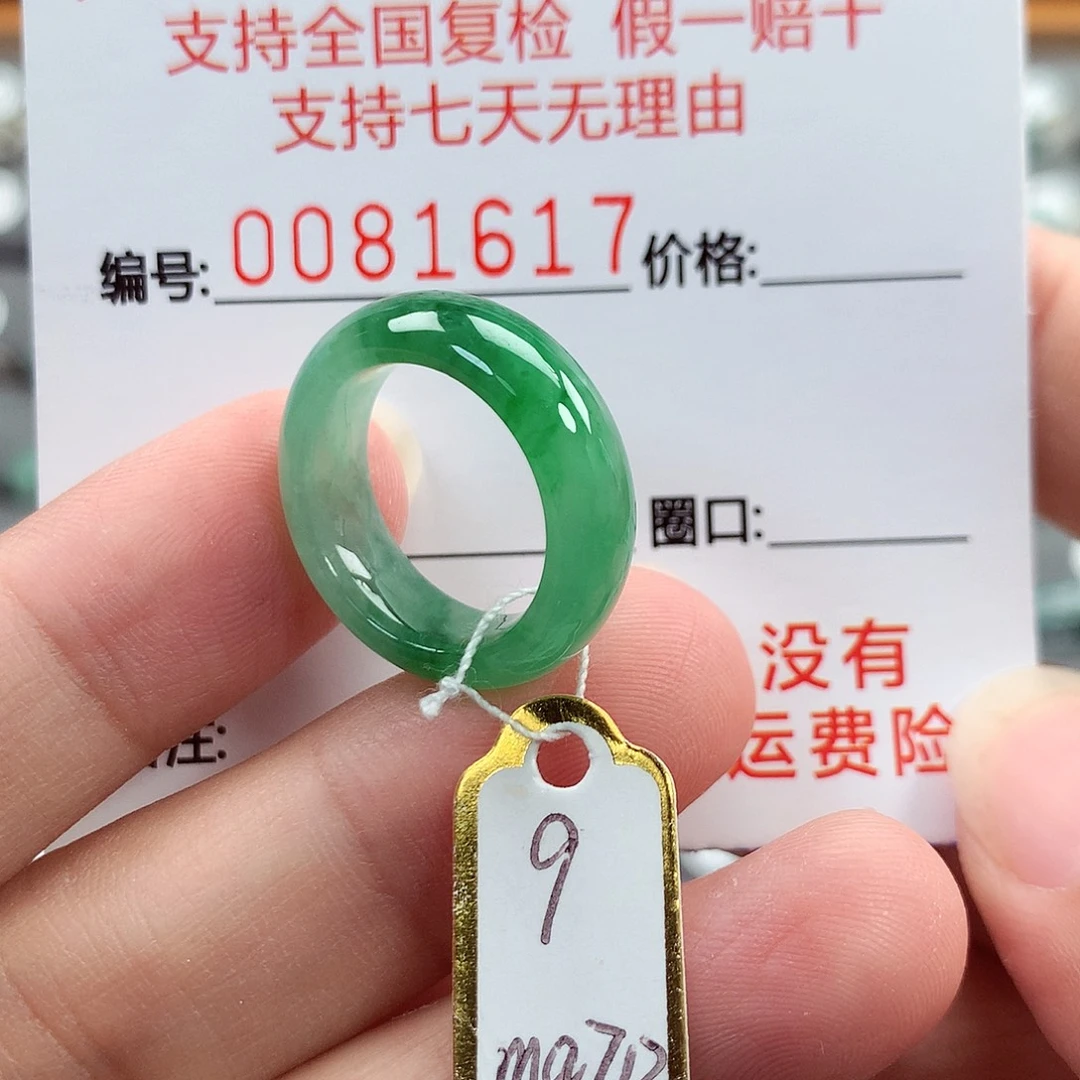 支持全国复检 假一赔十
支持七天无理由
编号: 0081617 价格:
圈口:
没有
注:
运费险
9